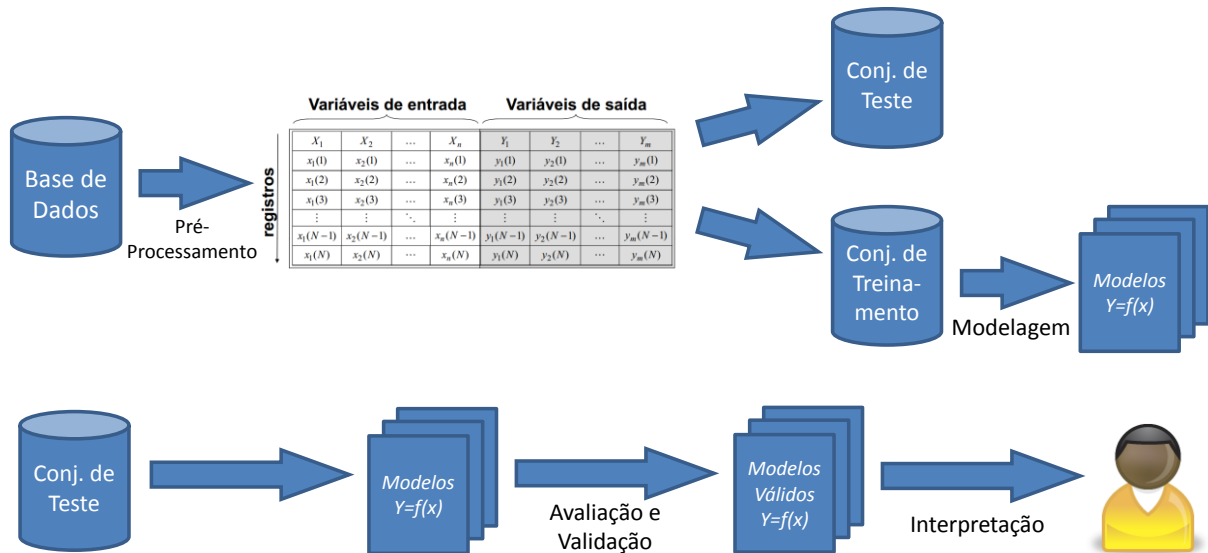 Conj. de
Teste
Variáveis de entrada Variáveis de saída
Base de
Dados
Pré-
Processamento
registros
X₁ X₂ ... Xₙ Y₁ Y₂ ... Yₘ
x₁(1) x₂(1) ... xₙ(1) y₁(1) y₂(1) ... yₘ(1)
x₁(2) x₂(2) ... xₙ(2) y₁(2) y₂(2) ... yₘ(2)
x₁(3) x₂(3) ... xₙ(3) y₁(3) y₂(3) ... yₘ(3)
⋮ ⋮ ⋱ ⋮ ⋮ ⋮ ⋱ ⋮
x₁(N−1) x₂(N−1) ... xₙ(N−1) y₁(N−1) y₂(N−1) ... yₘ(N−1)
x₁(N) x₂(N) ... xₙ(N) y₁(N) y₂(N) ... yₘ(N)
Conj. de
Treina-
mento
Modelagem
Modelos
Y=f(x)
Conj. de
Teste
Modelos
Y=f(x)
Avaliação e
Validação
Modelos
Válidos
Y=f(x)
Interpretação